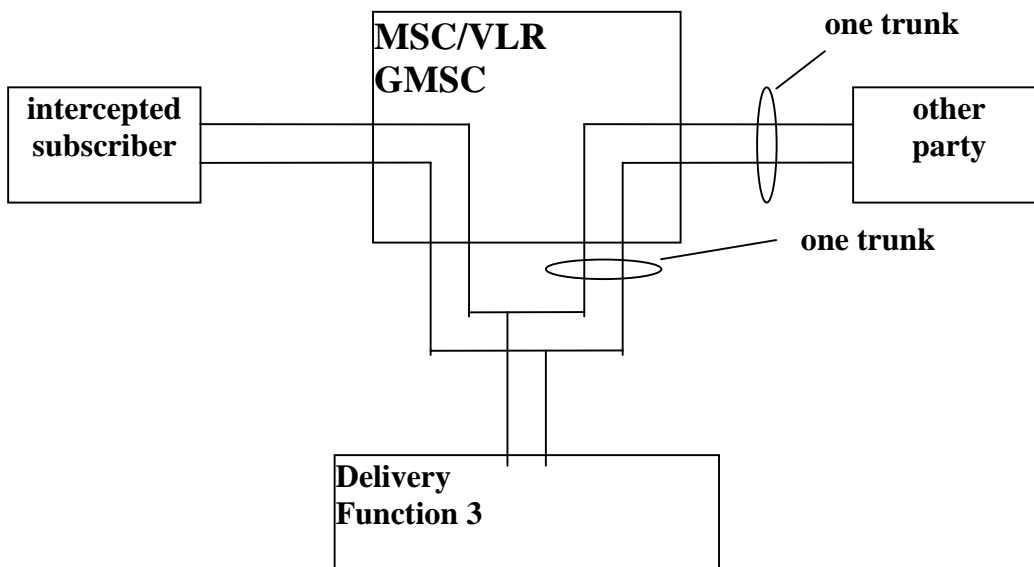 MSC/VLR
GMSC
one trunk
intercepted
subscriber
other
party
one trunk
Delivery
Function 3